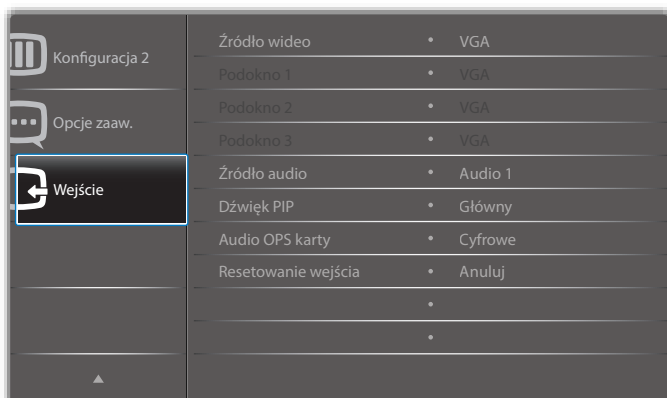 Konfiguracja 2
Opcje zaaw.
Wejście
Źródło wideo • VGA
Podokno 1 • VGA
Podokno 2 • VGA
Podokno 3 • VGA
Źródło audio • Audio 1
Dźwięk PIP • Główny
Audio OPS karty • Cyfrowe
Resetowanie wejścia • Anuluj
•
•